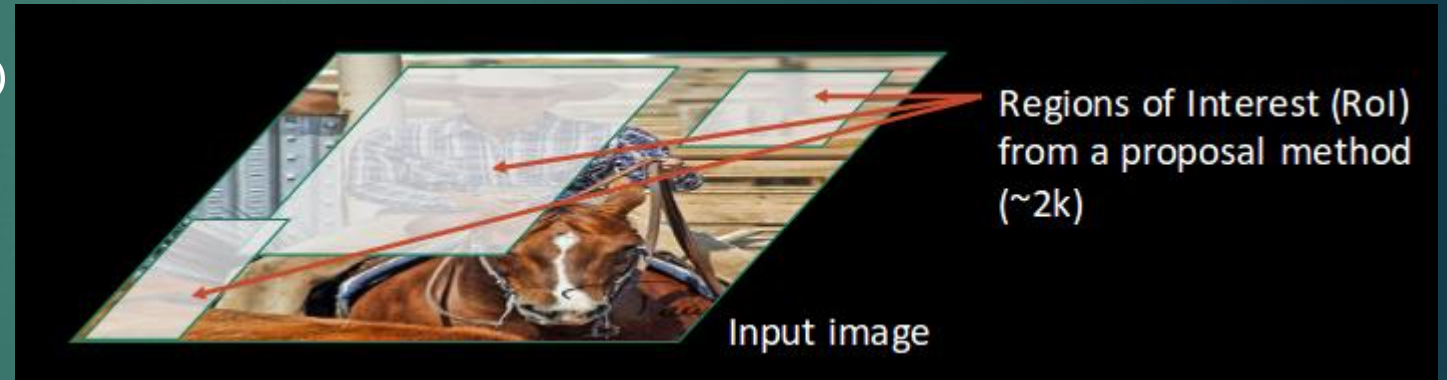 )
Regions of Interest (RoI)
from a proposal method
(~2k)
Input image